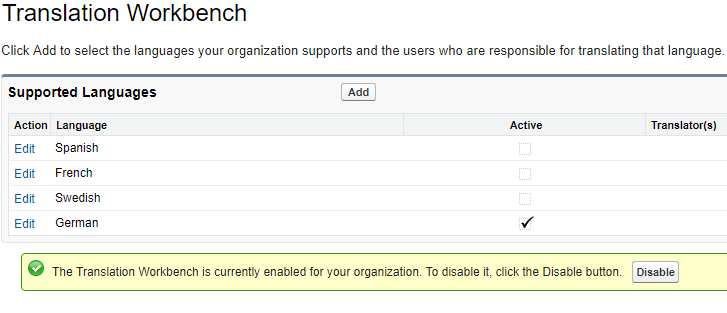 Translation Workbench
Click Add to select the languages your organization supports and the users who are responsible for translating that language.
Supported Languages Add
Action Language Active Translator(s)
Edit Spanish
Edit French
Edit Swedish
Edit German
The Translation Workbench is currently enabled for your organization. To disable it, click the Disable button. Disable